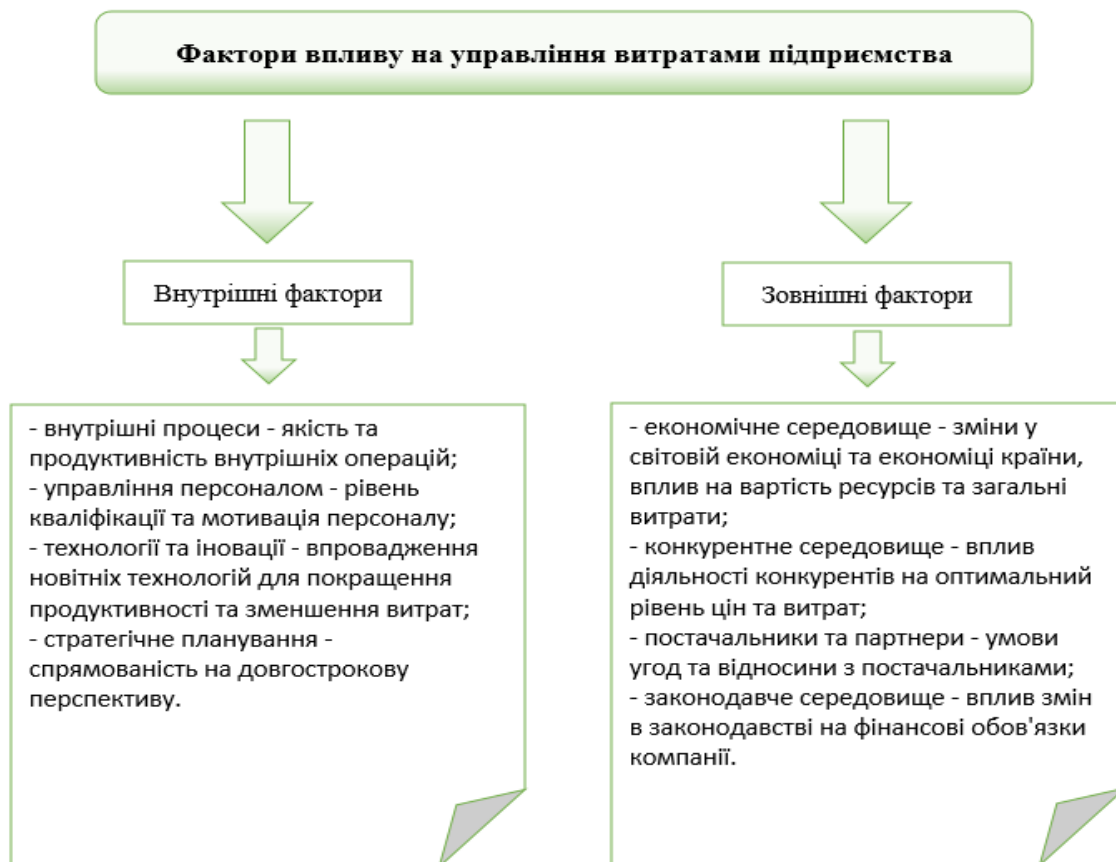 Фактори впливу на управління витратами підприємства
Внутрішні фактори
- внутрішні процеси - якість та
продуктивність внутрішніх операцій;
- управління персоналом - рівень
кваліфікації та мотивація персоналу;
- технології та іновації - впровадження
новітніх технологій для покращення
продуктивності та зменшення витрат;
- стратегічне планування -
спрямованість на довгострокову
перспективу.
Зовнішні фактори
- економічне середовище - зміни у
світовій економіці та економіці країни,
вплив на вартість ресурсів та загальні
витрати;
- конкурентне середовище - вплив
діяльності конкурентів на оптимальний
рівень цін та витрат;
- постачальники та партнери - умови
угод та відносини з постачальниками;
- законодавче середовище - вплив змін
в законодавстві на фінансові обов'язки
компанії.